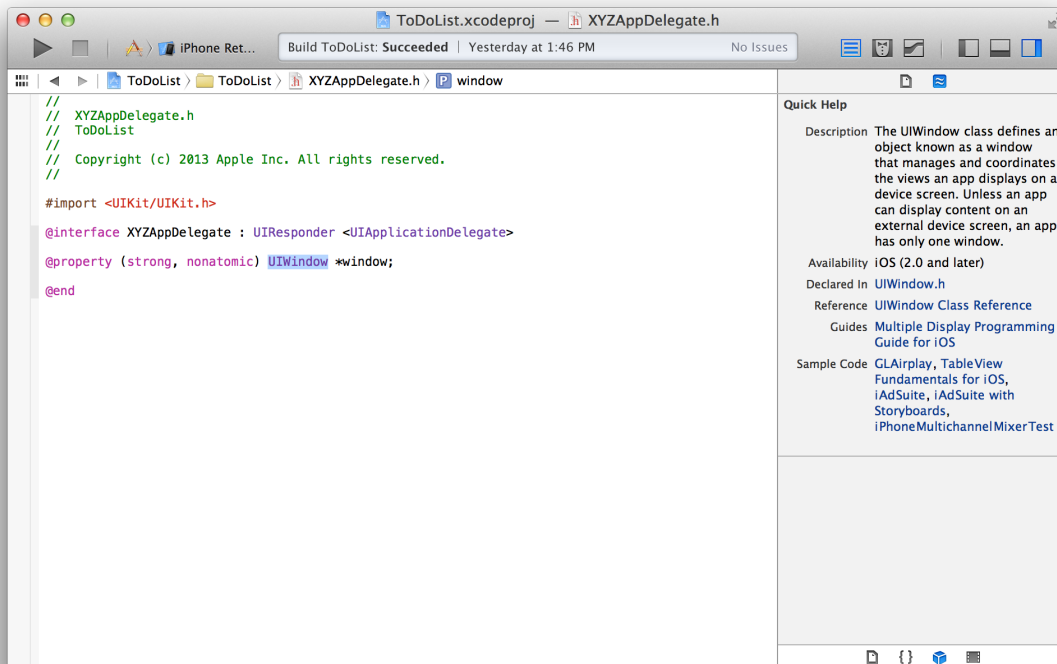 ToDoList.xcodeproj — h XYZAppDelegate.h
iPhone Ret...
Build ToDoList: Succeeded | Yesterday at 1:46 PM No Issues
ToDoList ToDoList h XYZAppDelegate.h P window
//
// XYZAppDelegate.h
// ToDoList
//
// Copyright (c) 2013 Apple Inc. All rights reserved.
//
#import <UIKit/UIKit.h>
@interface XYZAppDelegate : UIResponder <UIApplicationDelegate>
@property (strong, nonatomic) UIWindow *window;
@end
Quick Help
Description The UIWindow class defines an
object known as a window
that manages and coordinates
the views an app displays on a
device screen. Unless an app
can display content on an
external device screen, an app
has only one window.
Availability iOS (2.0 and later)
Declared In UIWindow.h
Reference UIWindow Class Reference
Guides Multiple Display Programming
Guide for iOS
Sample Code GLAirplay, TableView
Fundamentals for iOS,
iAdSuite, iAdSuite with
Storyboards,
iPhoneMultichannelMixerTest
{}